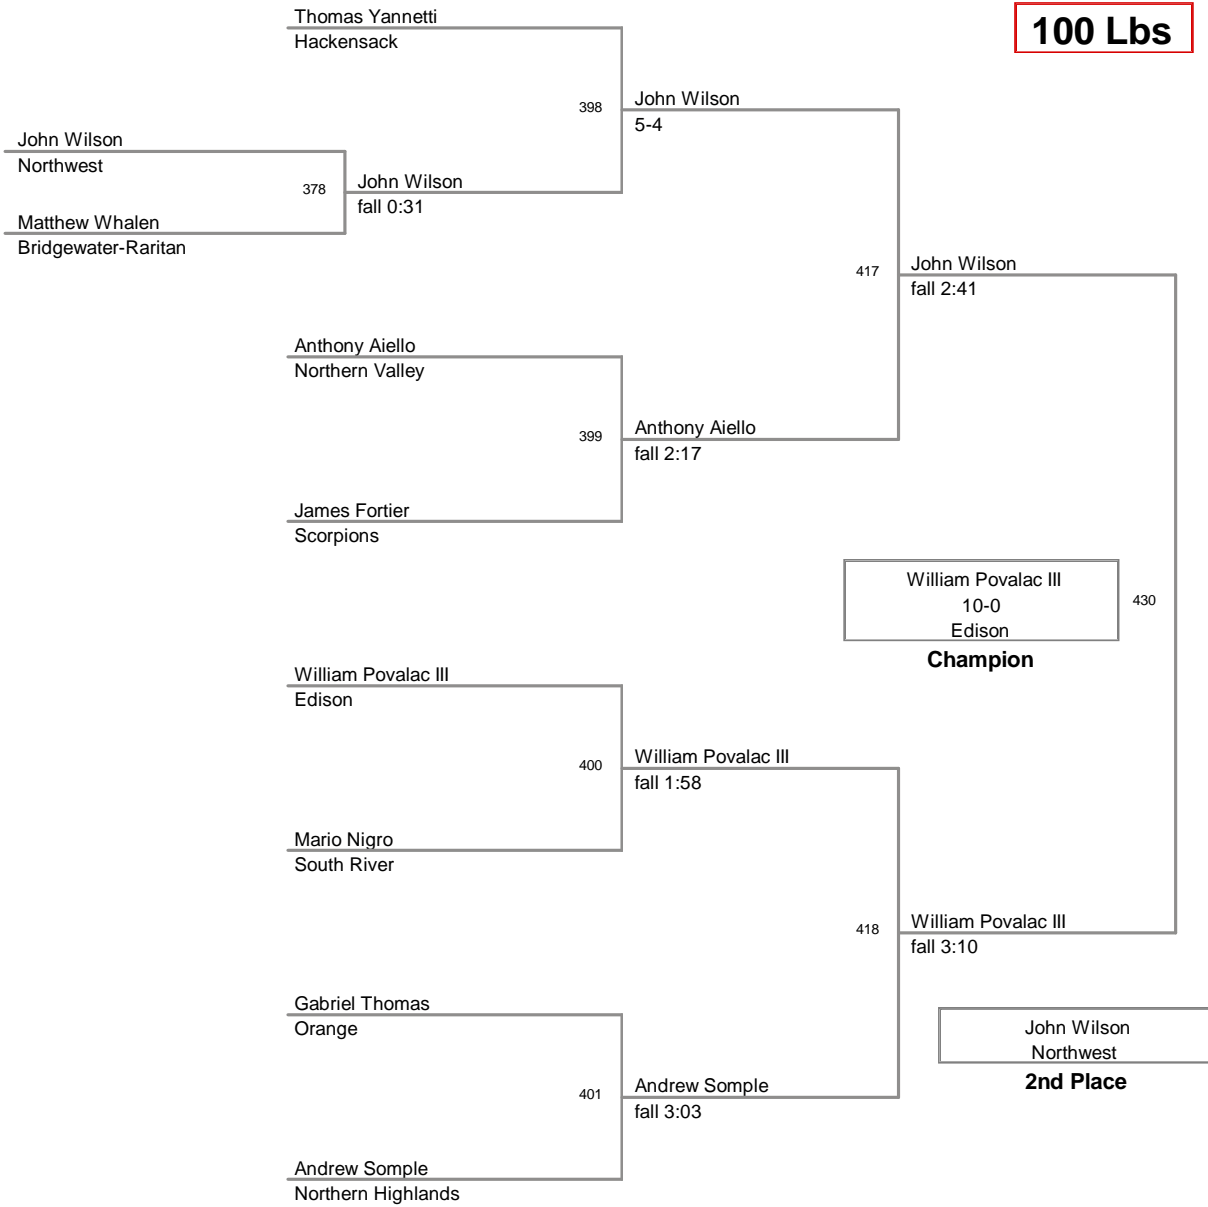 Thomas Yannetti
Hackensack
100 Lbs
398
John Wilson
5-4
John Wilson
Northwest
378
John Wilson
fall 0:31
Matthew Whalen
Bridgewater-Raritan
417
John Wilson
fall 2:41
Anthony Aiello
Northern Valley
399
Anthony Aiello
fall 2:17
James Fortier
Scorpions
William Povalac III
10-0
Edison
430
Champion
William Povalac III
Edison
400
William Povalac III
fall 1:58
Mario Nigro
South River
418
William Povalac III
fall 3:10
Gabriel Thomas
Orange
John Wilson
Northwest
2nd Place
401
Andrew Somple
fall 3:03
Andrew Somple
Northern Highlands